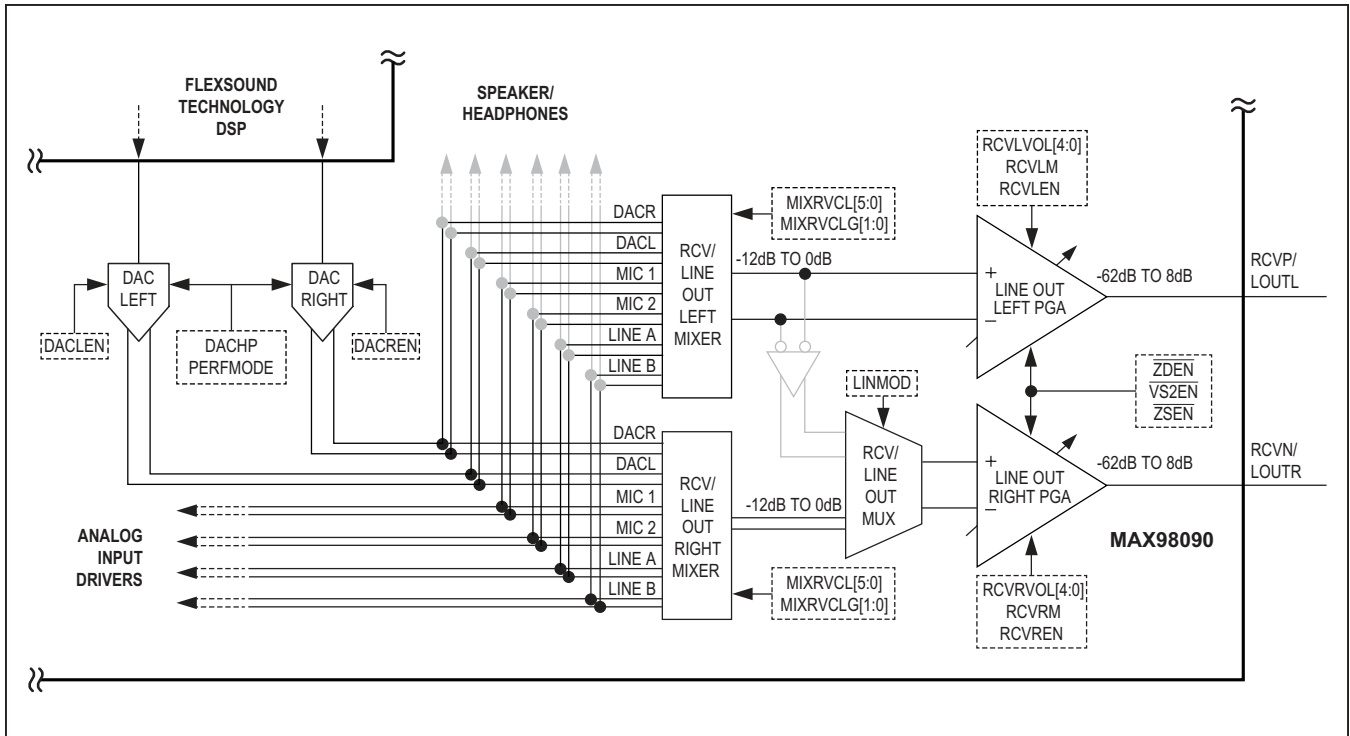 FLEXSOUND
TECHNOLOGY
DSP
SPEAKER/
HEADPHONES
DAC
LEFT
DAC
RIGHT
DACLEN
DACHP
PERFMODE
DACREN
DACR
DACL
MIC 1
MIC 2
LINE A
LINE B
RCV/
LINE
OUT
LEFT
MIXER
MIXRVCL[5:0]
MIXRVCLG[1:0]
-12dB TO 0dB
RCVLVOL[4:0]
RCVLM
RCVLEN
+
−
LINE OUT
LEFT PGA
-62dB TO 8dB
RCVP/
LOUTL
ZDEN
VS2EN
ZSEN
LINMOD
RCV/
LINE
OUT
MUX
DACR
DACL
MIC 1
MIC 2
LINE A
LINE B
RCV/
LINE
OUT
RIGHT
MIXER
-12dB TO 0dB
MIXRVCL[5:0]
MIXRVCLG[1:0]
+
−
LINE OUT
RIGHT PGA
-62dB TO 8dB
RCVN/
LOUTR
MAX98090
RCVRVOL[4:0]
RCVRM
RCVREN
ANALOG
INPUT
DRIVERS